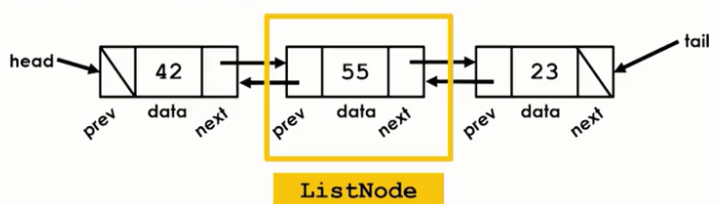 head
tail
42
55
23
prev data next
prev data next
prev data next
ListNode